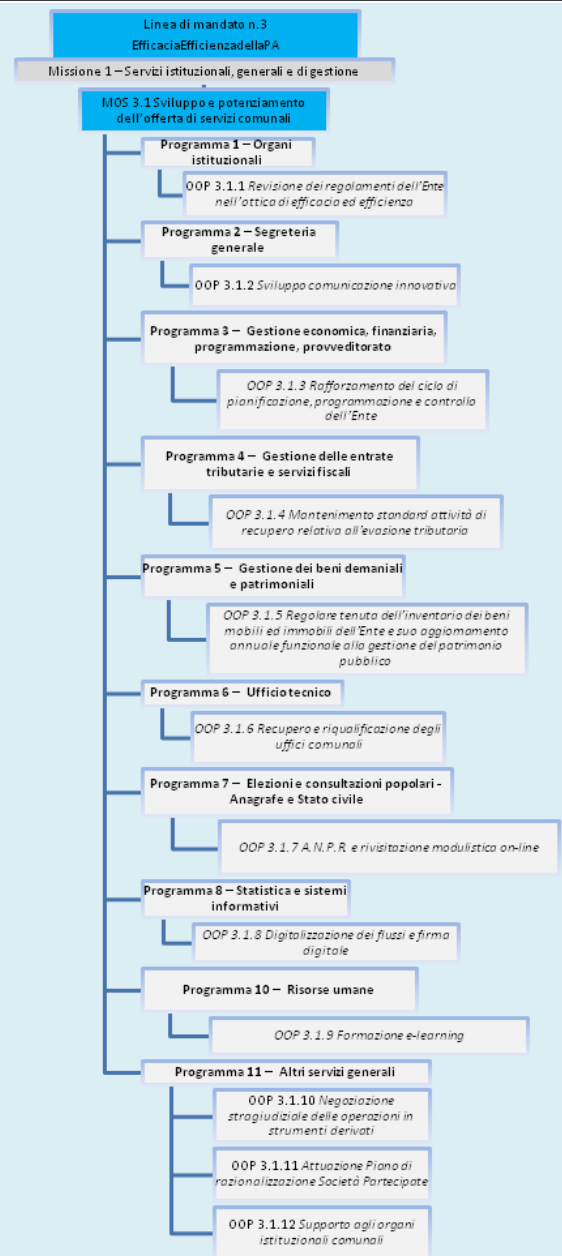 Linea di mandato n.3
EfficaciaEfficienzadellaPA
Missione 1 – Servizi istituzionali, generali e di gestione
MOS 3.1 Sviluppo e potenziamento
dell'offerta di servizi comunali
Programma 1 – Organi
istituzionali
OOP 3.1.1 Revisione dei regolamenti dell'Ente
nell'ottica di efficacia ed efficienza
Programma 2 – Segreteria
generale
OOP 3.1.2 Sviluppo comunicazione innovativa
Programma 3 – Gestione economica, finanziaria,
programmazione, provveditorato
OOP 3.1.3 Rafforzamento del ciclo di
pianificazione, programmazione e controllo
dell'Ente
Programma 4 – Gestione delle entrate
tributarie e servizi fiscali
OOP 3.1.4 Mantenimento standard attività di
recupero relativa all'evasione tributaria
Programma 5 – Gestione dei beni demaniali
e patrimoniali
OOP 3.1.5 Regolare tenuta dell'inventario dei beni
mobili ed immobili dell'Ente e suo aggiornamento
annuale funzionale alla gestione del patrimonio
pubblico
Programma 6 – Ufficio tecnico
OOP 3.1.6 Recupero e riqualificazione degli
uffici comunali
Programma 7 – Elezioni e consultazioni popolari -
Anagrafe e Stato civile
OOP 3.1.7 A.N.P.R. e rivisitazione modulistica on-line
Programma 8 – Statistica e sistemi
informativi
OOP 3.1.8 Digitalizzazione dei flussi e firma
digitale
Programma 10 – Risorse umane
OOP 3.1.9 Formazione e-learning
Programma 11 – Altri servizi generali
OOP 3.1.10 Negoziazione
stragiudiziale delle operazioni in
strumenti derivati
OOP 3.1.11 Attuazione Piano di
razionalizzazione Società Partecipate
OOP 3.1.12 Supporto agli organi
istituzionali comunali